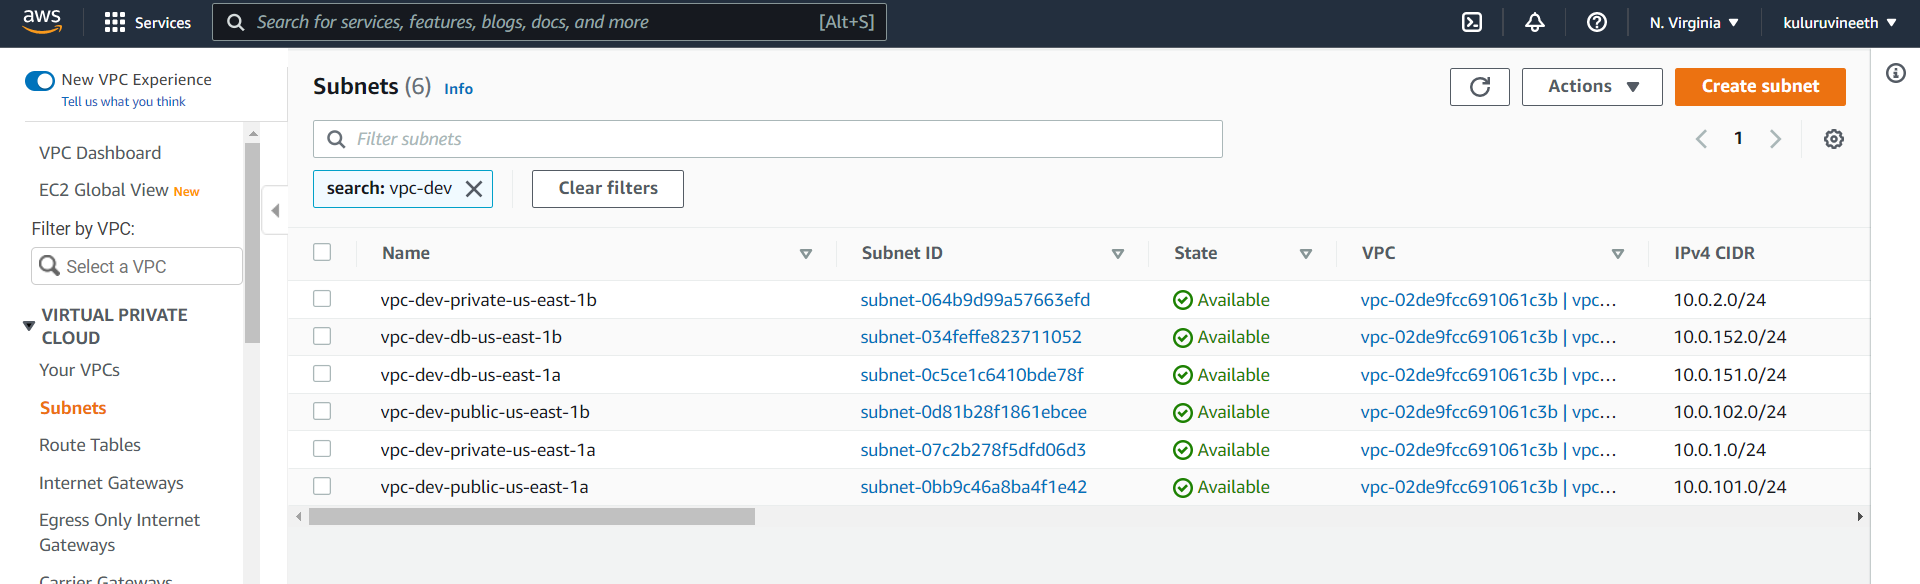 aws Services Search for services, features, blogs, docs, and more [Alt+S] N. Virginia kuluruvineeth
New VPC Experience
Tell us what you think
VPC Dashboard
EC2 Global View New
Filter by VPC:
Select a VPC
VIRTUAL PRIVATE
CLOUD
Your VPCs
Subnets
Route Tables
Internet Gateways
Egress Only Internet
Gateways
Carrier Gateways
Subnets (6) Info Actions Create subnet
Filter subnets 1
search: vpc-dev Clear filters
Name Subnet ID State VPC IPv4 CIDR
vpc-dev-private-us-east-1b subnet-064b9d99a57663efd Available vpc-02de9fcc691061c3b | vpc... 10.0.2.0/24
vpc-dev-db-us-east-1b subnet-034feffe823711052 Available vpc-02de9fcc691061c3b | vpc... 10.0.152.0/24
vpc-dev-db-us-east-1a subnet-0c5ce1c6410bde78f Available vpc-02de9fcc691061c3b | vpc... 10.0.151.0/24
vpc-dev-public-us-east-1b subnet-0d81b28f1861ebcee Available vpc-02de9fcc691061c3b | vpc... 10.0.102.0/24
vpc-dev-private-us-east-1a subnet-07c2b278f5dfd06d3 Available vpc-02de9fcc691061c3b | vpc... 10.0.1.0/24
vpc-dev-public-us-east-1a subnet-0bb9c46a8ba4f1e42 Available vpc-02de9fcc691061c3b | vpc... 10.0.101.0/24